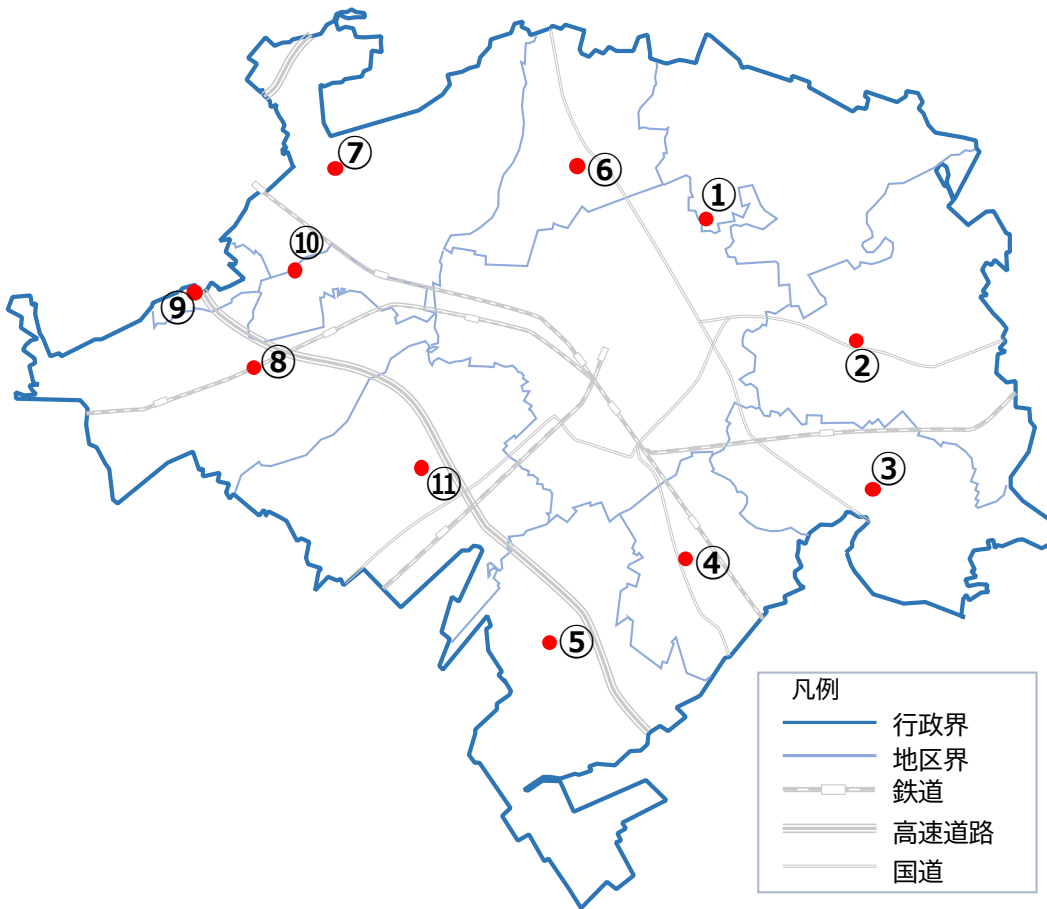 ⑦
⑥
①
⑩
⑨
⑧
②
③
⑪
④
⑤
凡例
行政界
地区界
鉄道
高速道路
国道